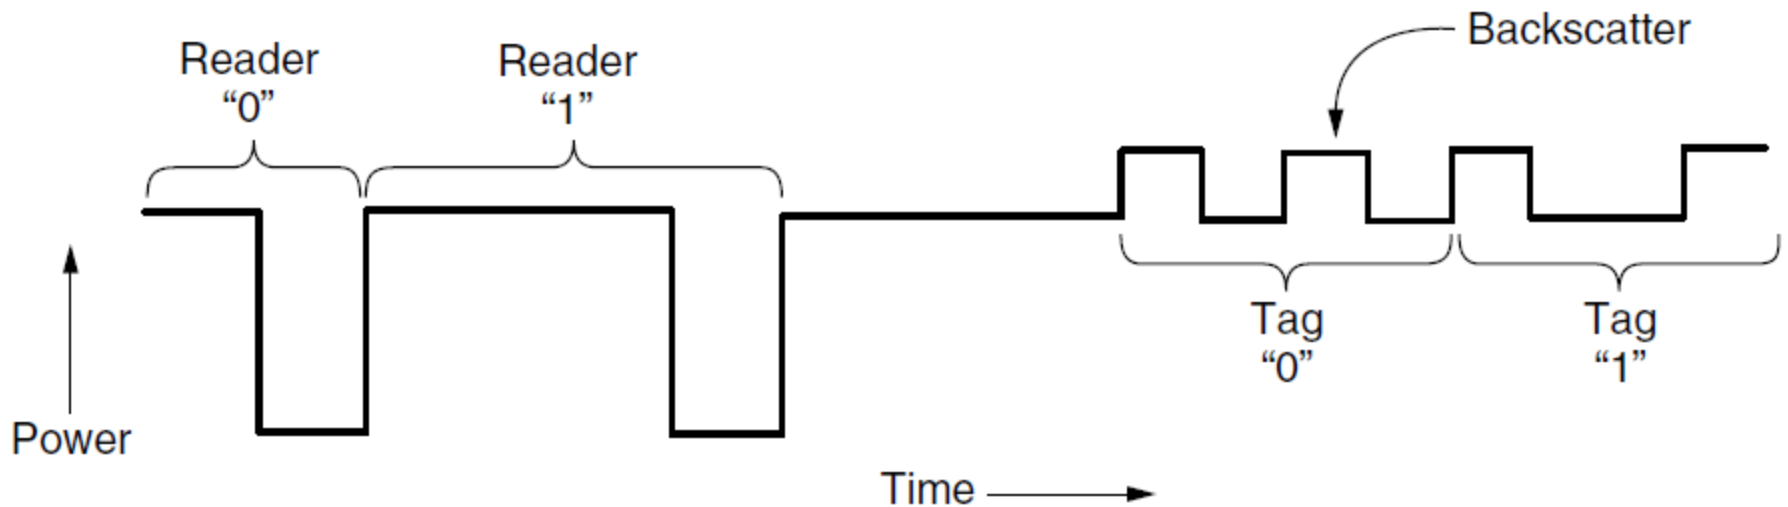 Backscatter
Reader
“0”
Reader
“1”
Tag
“0”
Tag
“1”
Power
Time